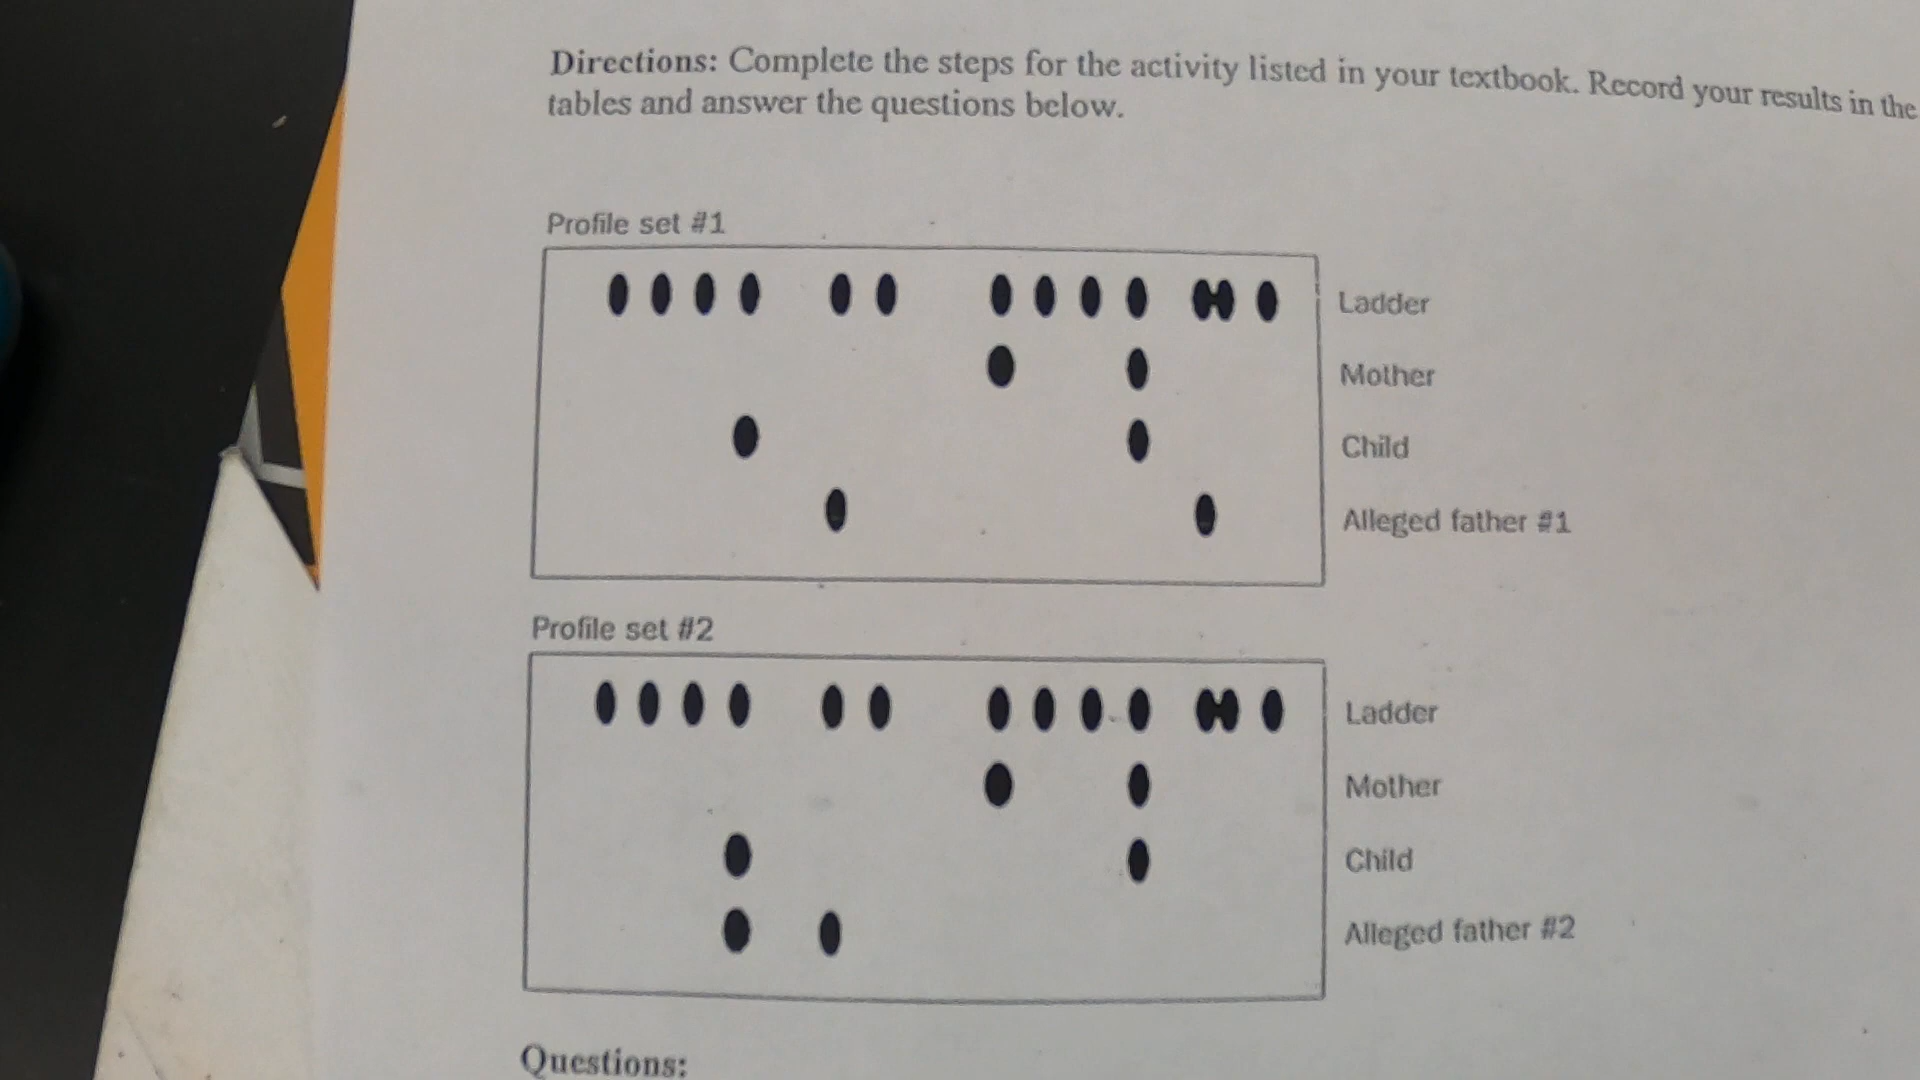 Directions: Complete the steps for the activity listed in your textbook. Record your results in the
tables and answer the questions below.
Profile set #1
Ladder
Mother
Child
Alleged father #1
Profile set #2
Ladder
Mother
Child
Alleged father #2
Questions: